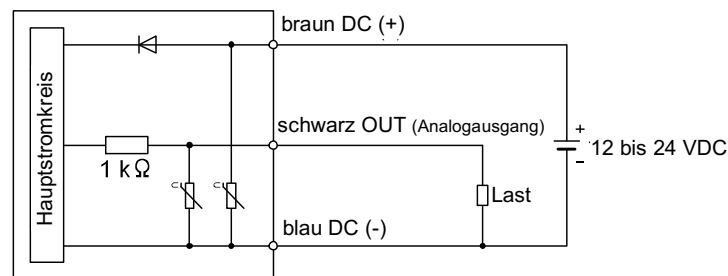 braun DC (+)
Hauptstromkreis
schwarz OUT (Analogausgang)
1 kΩ
+
12 bis 24 VDC
-
U
U
Last
blau DC (-)